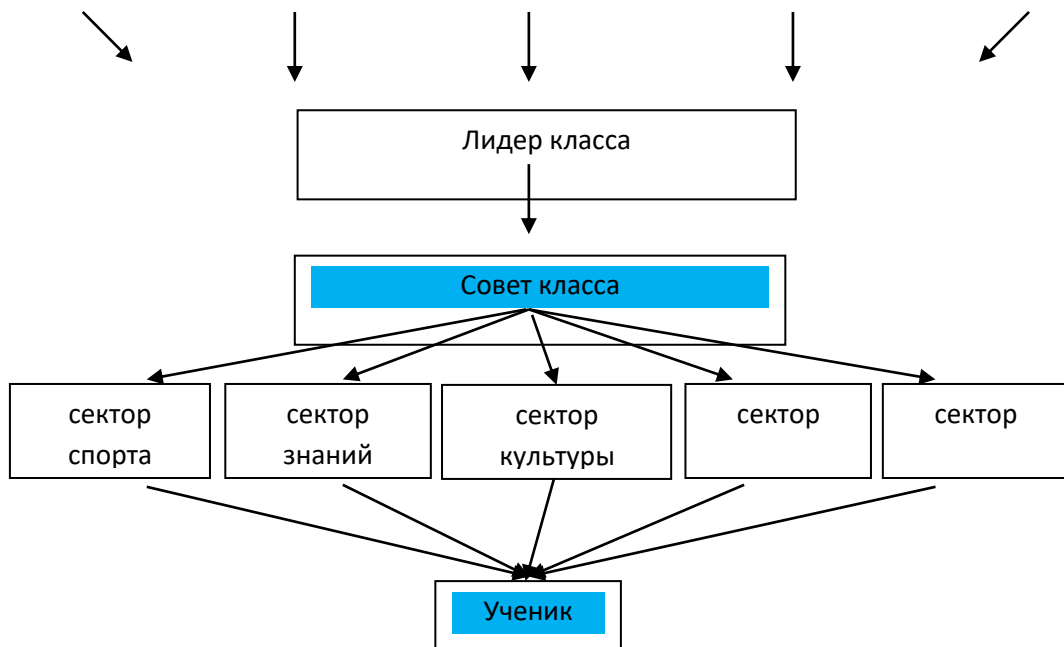 Лидер класса
Совет класса
сектор спорта
сектор знаний
сектор культуры
сектор
сектор
Ученик